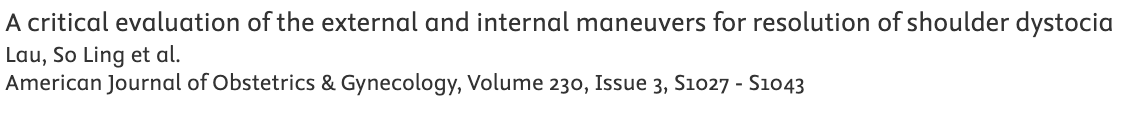 A critical evaluation of the external and internal maneuvers for resolution of shoulder dystocia
Lau, So Ling et al.
American Journal of Obstetrics & Gynecology, Volume 230, Issue 3, S1027 - S1043